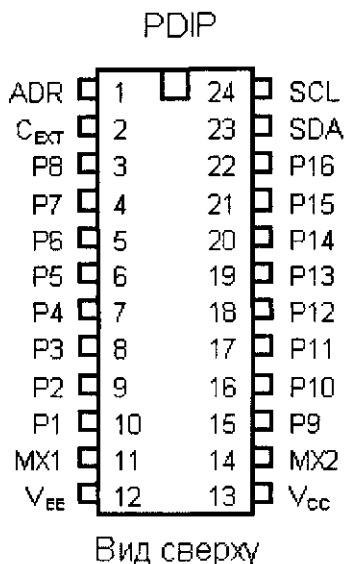 PDIP
ADR 1 24 SCL
CEXT 2 23 SDA
P8 3 22 P16
P7 4 21 P15
P6 5 20 P14
P5 6 19 P13
P4 7 18 P12
P3 8 17 P11
P2 9 16 P10
P1 10 15 P9
MX1 11 14 MX2
VEE 12 13 VCC
Вид сверху